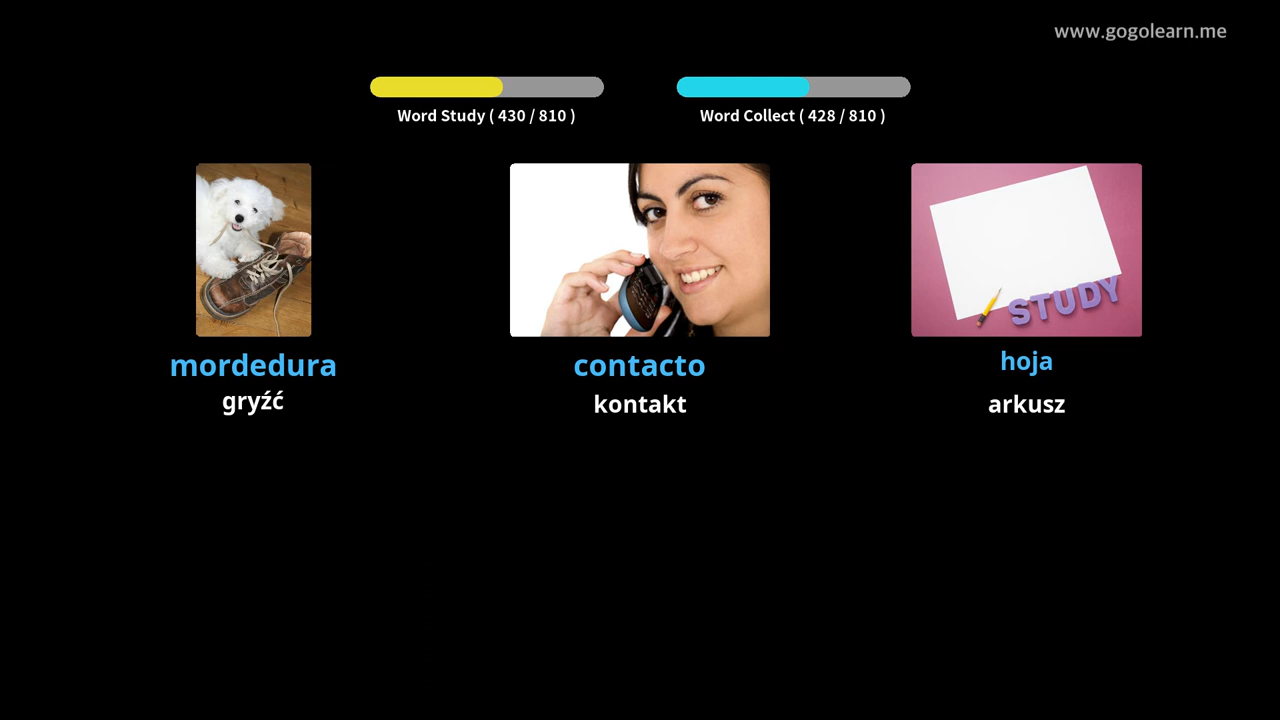 www.gogolearn.me
Word Study ( 430 / 810 )
Word Collect ( 428 / 810 )
STUDY
mordedura
gryźć
contacto
kontakt
hoja
arkusz